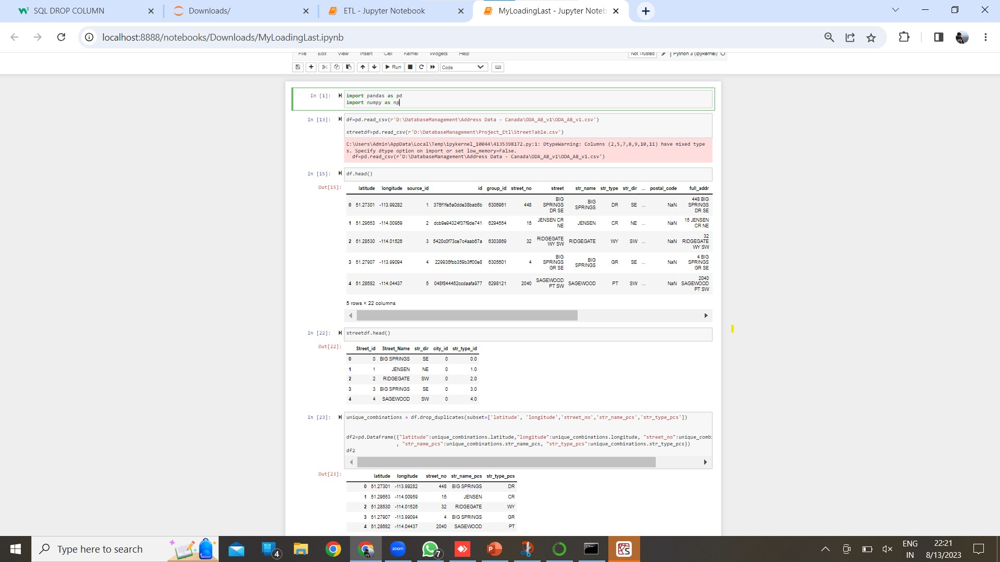 SQL DROP COLUMN
Downloads/
ETL - Jupyter Notebook
MyLoadingLast - Jupyter Noteb
localhost:8888/notebooks/Downloads/MyLoadingLast.ipynb
File Edit View Insert Cell Kernel Widgets Help
Not Trusted
Python 3 (ipykernel)
Run
Code
In [1]:
import pandas as pd
import numpy as np
In [13]:
df=pd.read_csv(r'D:\DatabaseManagement\Address Data - Canada\ODA_AB_v1\ODA_AB_v1.csv')
streetdf=pd.read_csv(r'D:\DatabaseManagement\Project_Etl\StreetTable.csv')
C:\Users\Admin\AppData\Local\Temp\ipykernel_10044\4135398172.py:1: DtypeWarning: Columns (2,5,7,8,9,10,11) have mixed type
s. Specify dtype option on import or set low_memory=False.
df=pd.read_csv(r'D:\DatabaseManagement\Address Data - Canada\ODA_AB_v1\ODA_AB_v1.csv')
In [15]:
df.head()
Out[15]:
latitude longitude source_id id group_id street_no street str_name str_type str_dir ... postal_code full_addr
0 51.27301 -113.99282 1 376f1fe5a0dde38bab6b 6306961 448 BIG SPRINGS DR SE BIG SPRINGS DR SE ... NaN 448 BIG SPRINGS DR SE
1 51.29653 -114.00959 2 dcb9e94324f37f9de741 6294554 15 JENSEN CR NE JENSEN CR NE ... NaN 15 JENSEN CR NE
2 51.28530 -114.01526 3 5420c0f73ce7c4aab67a 6303869 32 RIDGEGATE WY SW RIDGEGATE WY SW ... NaN 32 RIDGEGATE WY SW
3 51.27907 -113.99094 4 229936fbb359b3ff00e8 6305601 4 BIG SPRINGS GR SE BIG SPRINGS GR SE ... NaN 4 BIG SPRINGS GR SE
4 51.28682 -114.04437 5 048f844452ccdaafa977 6298121 2040 SAGEWOOD PT SW SAGEWOOD PT SW ... NaN 2040 SAGEWOOD PT SW
5 rows × 22 columns
In [22]:
streetdf.head()
Out[22]:
Street_id Street_Name str_dir city_id str_type_id
0 0 BIG SPRINGS SE 0 0.0
1 1 JENSEN NE 0 1.0
2 2 RIDGEGATE SW 0 2.0
3 3 BIG SPRINGS SE 0 3.0
4 4 SAGEWOOD SW 0 4.0
In [23]:
unique_combinations = df.drop_duplicates(subset=['latitude', 'longitude','street_no','str_name_pcs','str_type_pcs'])
df2=pd.DataFrame({"latitude":unique_combinations.latitude,"longitude":unique_combinations.longitude, "street_no":unique_comb
, "str_name_pcs":unique_combinations.str_name_pcs, "str_type_pcs":unique_combinations.str_type_pcs})
df2
Out[23]:
latitude longitude street_no str_name_pcs str_type_pcs
0 51.27301 -113.99282 448 BIG SPRINGS DR
1 51.29653 -114.00959 15 JENSEN CR
2 51.28530 -114.01526 32 RIDGEGATE WY
3 51.27907 -113.99094 4 BIG SPRINGS GR
4 51.28682 -114.04437 2040 SAGEWOOD PT
Type here to search
4
zoom
7
ENG
IN
22:21
8/13/2023